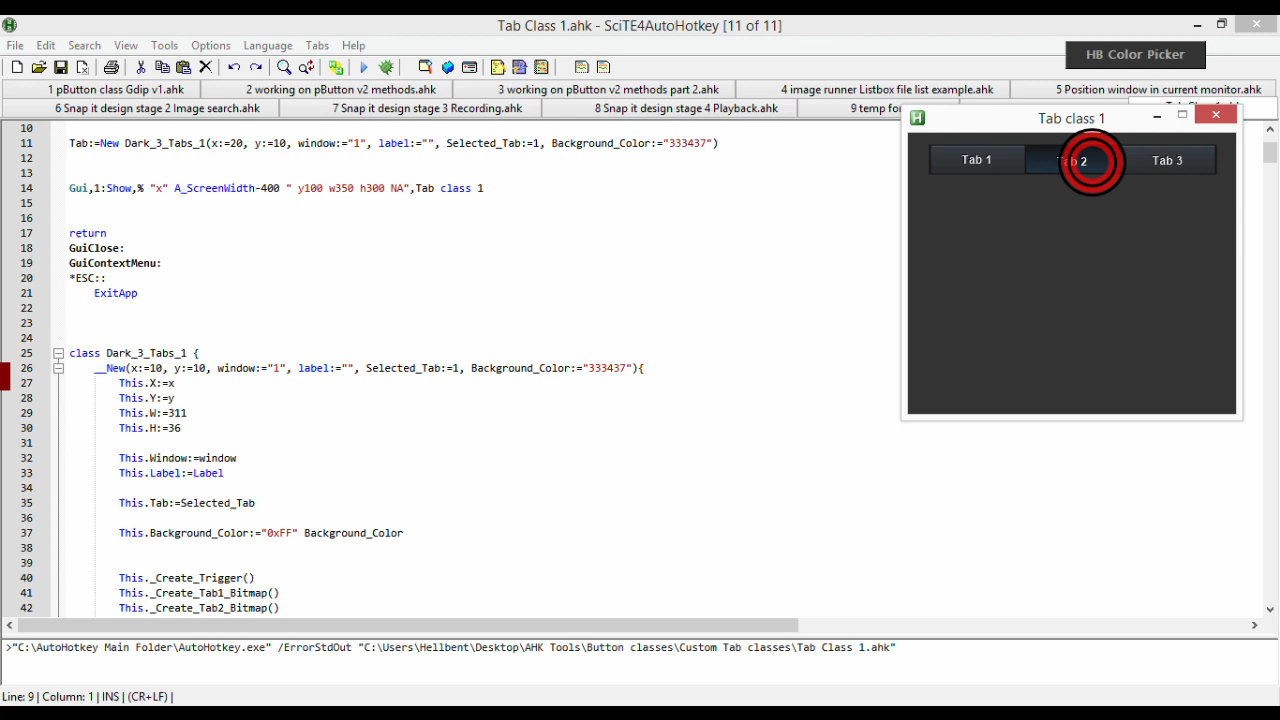 Tab Class 1.ahk - SciTE4AutoHotkey [11 of 11]
File Edit Search View Tools Options Language Tabs Help
HB Color Picker
1 pButton class Gdip v1.ahk 2 working on pButton v2 methods.ahk 3 working on pButton v2 methods part 2.ahk 4 image runner Listbox file list example.ahk 5 Position window in current monitor.ahk
6 Snap it design stage 2 Image search.ahk 7 Snap it design stage 3 Recording.ahk 8 Snap it design stage 4 Playback.ahk 9 temp for
Tab class 1
Tab 1 Tab 2 Tab 3
10
11 Tab:=New Dark_3_Tabs_1(x:=20, y:=10, window:="1", label:="", Selected_Tab:=1, Background_Color:="333437")
12
13
14 Gui,1:Show,% "x" A_ScreenWidth-400 " y100 w350 h300 NA",Tab class 1
15
16
17 return
18 GuiClose:
19 GuiContextMenu:
20 *ESC::
21 ExitApp
22
23
24
25 class Dark_3_Tabs_1 {
26 __New(x:=10, y:=10, window:="1", label:="", Selected_Tab:=1, Background_Color:="333437"){
27 This.X:=x
28 This.Y:=y
29 This.W:=311
30 This.H:=36
31
32 This.Window:=window
33 This.Label:=Label
34
35 This.Tab:=Selected_Tab
36
37 This.Background_Color:="0xFF" Background_Color
38
39
40 This._Create_Trigger()
41 This._Create_Tab1_Bitmap()
42 This._Create_Tab2_Bitmap()
>"C:\AutoHotkey Main Folder\AutoHotkey.exe" /ErrorStdOut "C:\Users\Hellbent\Desktop\AHK Tools\Button classes\Custom Tab classes\Tab Class 1.ahk"
Line: 9 | Column: 1 | INS | (CR+LF) |